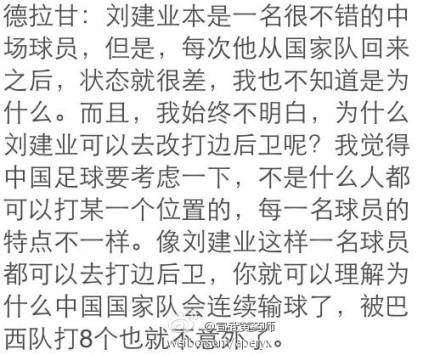 德拉甘：刘建业本是一名很不错的中
场球员，但是，每次他从国家队回来
之后，状态就很差，我也不知道是为
什么。而且，我始终不明白，为什么
刘建业可以去改打边后卫呢？我觉得
中国足球要考虑一下，不是什么人都
可以打某一个位置的，每一名球员的
特点不一样。像刘建业这样一名球员
都可以去打边后卫，你就可以理解为
什么中国国家队会连续输球了，被巴
西队打8个也就不意外了。